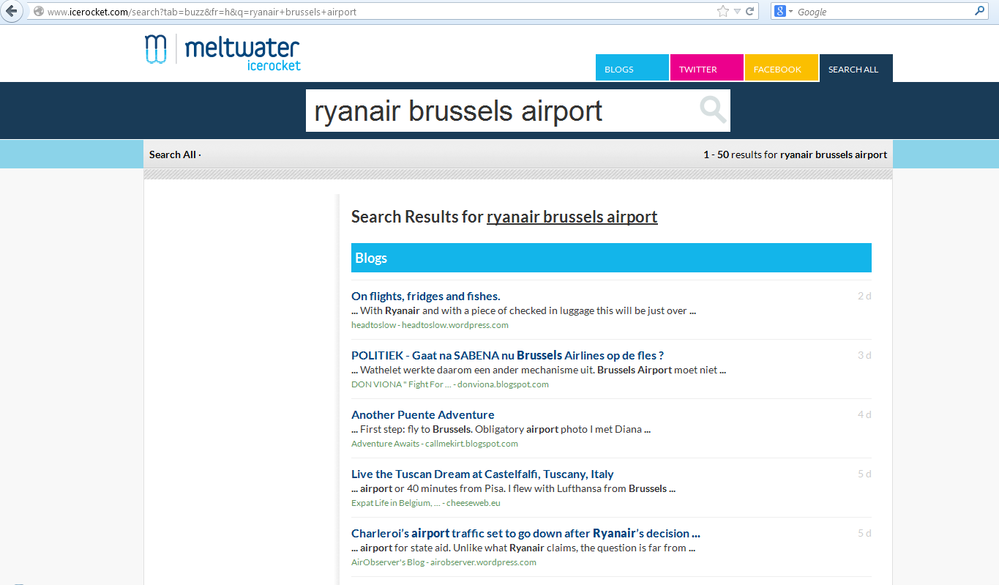 www.icerocket.com/search?tab=buzz&fr=h&q=ryanair+brussels+airport
Google
meltwater
icerocket
BLOGS
TWITTER
FACEBOOK
SEARCH ALL
ryanair brussels airport
Search All ·
1 - 50 results for ryanair brussels airport
Search Results for ryanair brussels airport
Blogs
On flights, fridges and fishes.
2 d
... With Ryanair and with a piece of checked in luggage this will be just over ...
headtoslow - headtoslow.wordpress.com
POLITIEK - Gaat na SABENA nu Brussels Airlines op de fles ?
3 d
... Wathelet werkte daarom een ander mechanisme uit. Brussels Airport moet niet ...
DON VIONA " Fight For ... - donviona.blogspot.com
Another Puente Adventure
4 d
... First step: fly to Brussels. Obligatory airport photo I met Diana ...
Adventure Awaits - callmekirt.blogspot.com
Live the Tuscan Dream at Castelfalfi, Tuscany, Italy
5 d
... airport or 40 minutes from Pisa. I flew with Lufthansa from Brussels ...
Expat Life in Belgium, ... - cheeseweb.eu
Charleroi’s airport traffic set to go down after Ryanair’s decision ...
5 d
... airport for state aid. Unlike what Ryanair claims, the question is far from ...
AirObserver's Blog - airobserver.wordpress.com